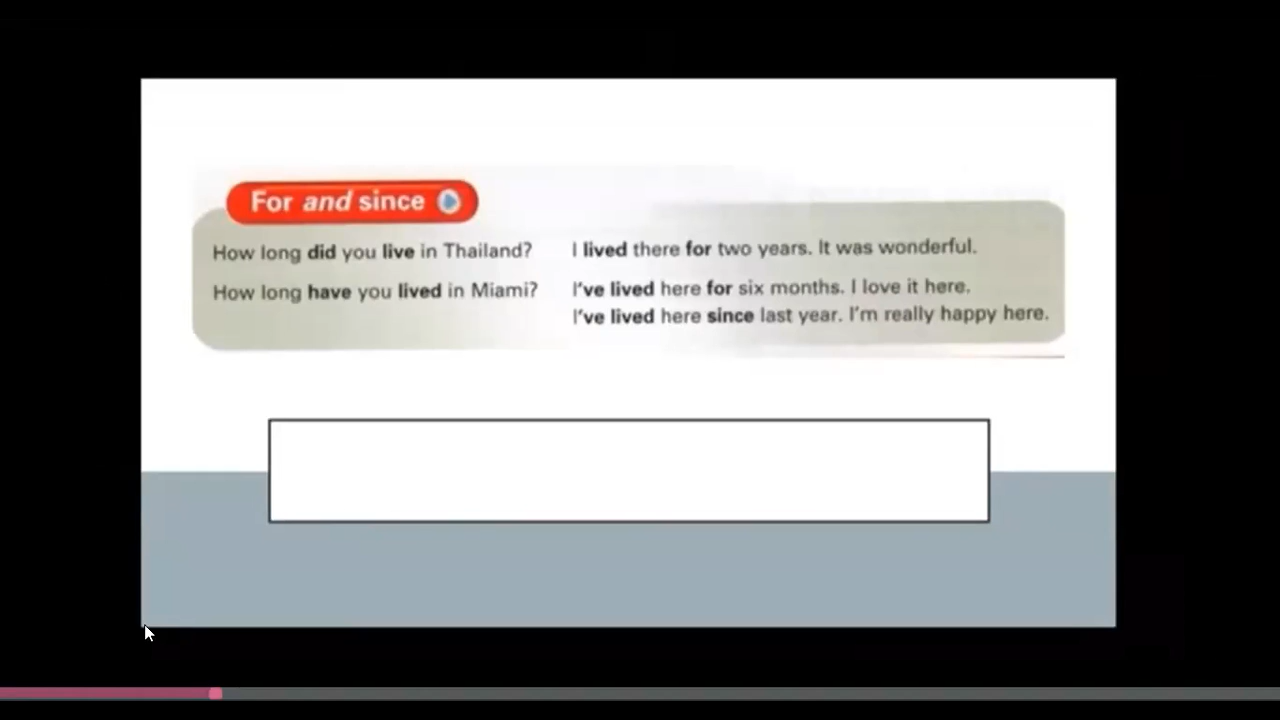 For and since
How long did you live in Thailand? I lived there for two years. It was wonderful.
How long have you lived in Miami? I've lived here for six months. I love it here.
I've lived here since last year. I'm really happy here.